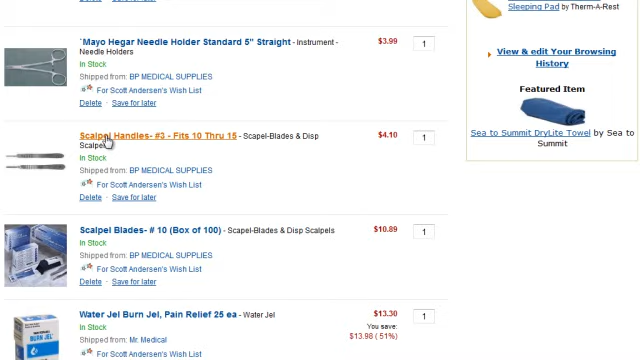 Sleeping Pad by Therm-A-Rest
`Mayo Hegar Needle Holder Standard 5" Straight - Instrument - Needle Holders
$3.99
1
In Stock
Shipped from: BP MEDICAL SUPPLIES
For Scott Andersen's Wish List
Delete · Save for later
View & edit Your Browsing
History
Featured Item
Sea to Summit DryLite Towel by Sea to
Summit
Scalpel Handles- #3 - Fits 10 Thru 15 - Scapel-Blades & Disp
Scalpels
$4.10
1
In Stock
Shipped from: BP MEDICAL SUPPLIES
For Scott Andersen's Wish List
Delete · Save for later
Scalpel Blades- # 10 (Box of 100) - Scapel-Blades & Disp Scalpels
$10.89
1
In Stock
Shipped from: BP MEDICAL SUPPLIES
For Scott Andersen's Wish List
Delete · Save for later
Water Jel Burn Jel, Pain Relief 25 ea - Water Jel
$13.30
1
You save:
$13.98 ( 51%)
In Stock
Shipped from: Mr. Medical
For Scott Andersen's Wish List
BURN JEL